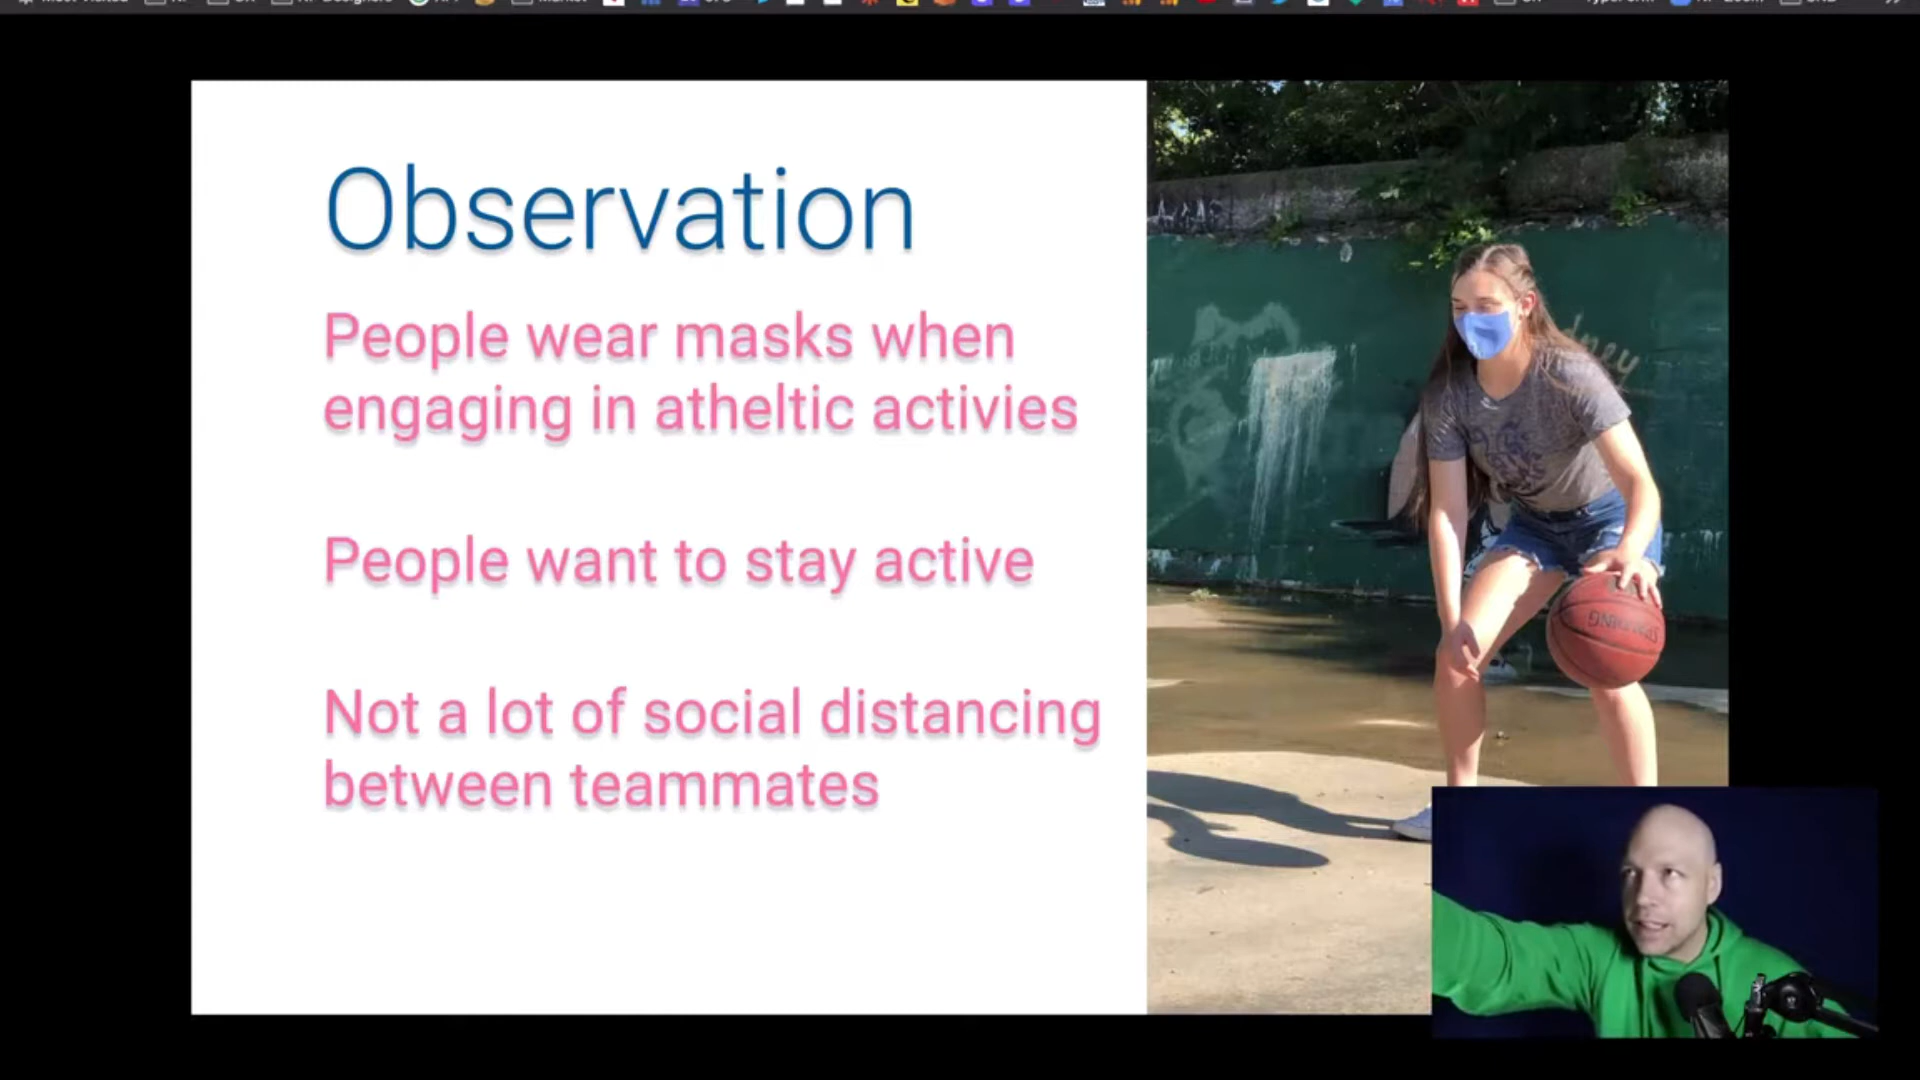 Observation
People wear masks when
engaging in atheltic activies
People want to stay active
Not a lot of social distancing
between teammates
SPALDING